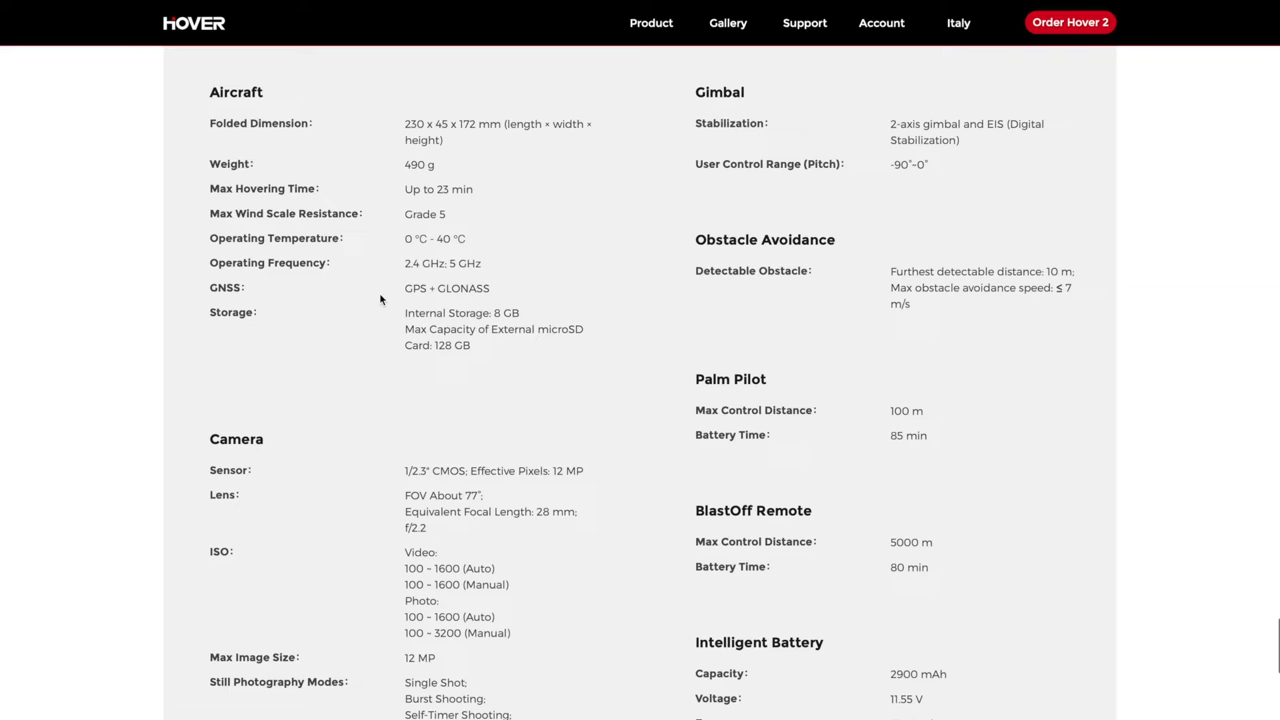 HOVER
Product
Gallery
Support
Account
Italy
Order Hover 2
Aircraft
Folded Dimension:
230 x 45 x 172 mm (length × width ×
height)
Weight:
490 g
Max Hovering Time:
Up to 23 min
Max Wind Scale Resistance:
Grade 5
Operating Temperature:
0 °C - 40 °C
Operating Frequency:
2.4 GHz; 5 GHz
GNSS:
GPS + GLONASS
Storage:
Internal Storage: 8 GB
Max Capacity of External microSD
Card: 128 GB
Camera
Sensor:
1/2.3" CMOS; Effective Pixels: 12 MP
Lens:
FOV About 77°;
Equivalent Focal Length: 28 mm;
f/2.2
ISO:
Video:
100 ~ 1600 (Auto)
100 ~ 1600 (Manual)
Photo:
100 ~ 1600 (Auto)
100 ~ 3200 (Manual)
Max Image Size:
12 MP
Still Photography Modes:
Single Shot;
Burst Shooting;
Self-Timer Shooting;
Gimbal
Stabilization:
2-axis gimbal and EIS (Digital
Stabilization)
User Control Range (Pitch):
-90°~0°
Obstacle Avoidance
Detectable Obstacle:
Furthest detectable distance: 10 m;
Max obstacle avoidance speed: ≤ 7
m/s
Palm Pilot
Max Control Distance:
100 m
Battery Time:
85 min
BlastOff Remote
Max Control Distance:
5000 m
Battery Time:
80 min
Intelligent Battery
Capacity:
2900 mAh
Voltage:
11.55 V